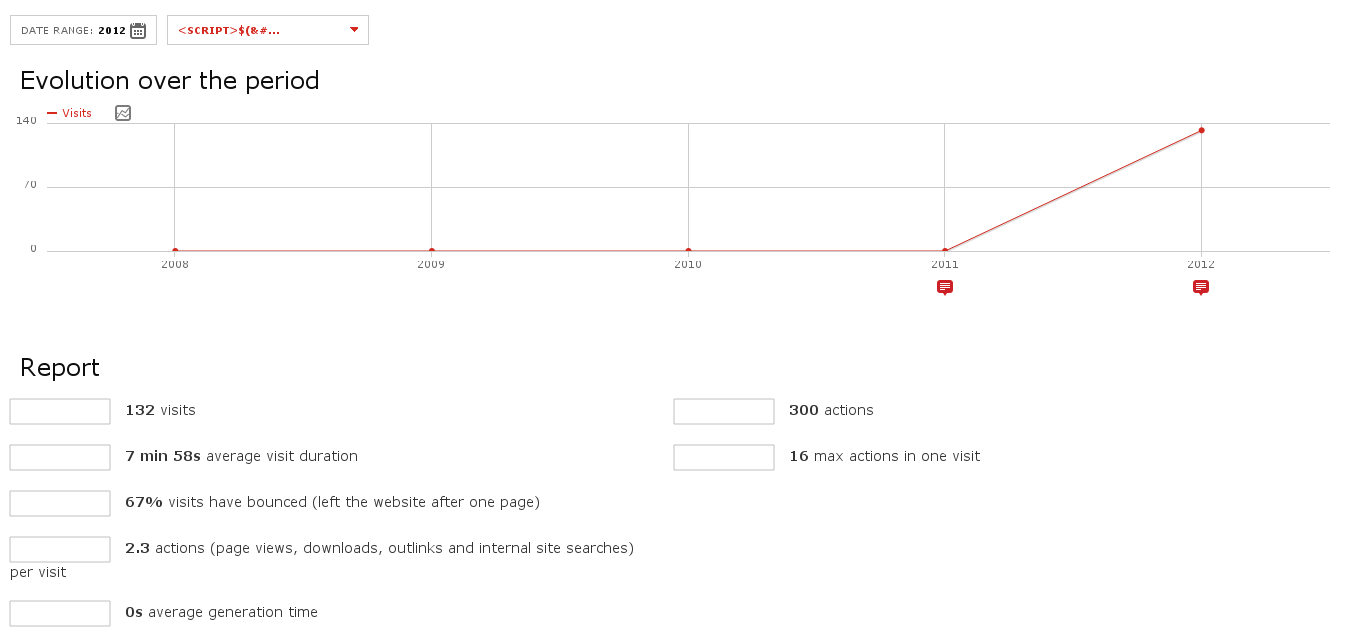 DATE RANGE: 2012
<SCRIPT>$(&#...
Evolution over the period
Visits
140
70
0
2008 2009 2010 2011 2012
Report
132 visits
300 actions
7 min 58s average visit duration
16 max actions in one visit
67% visits have bounced (left the website after one page)
2.3 actions (page views, downloads, outlinks and internal site searches)
per visit
0s average generation time